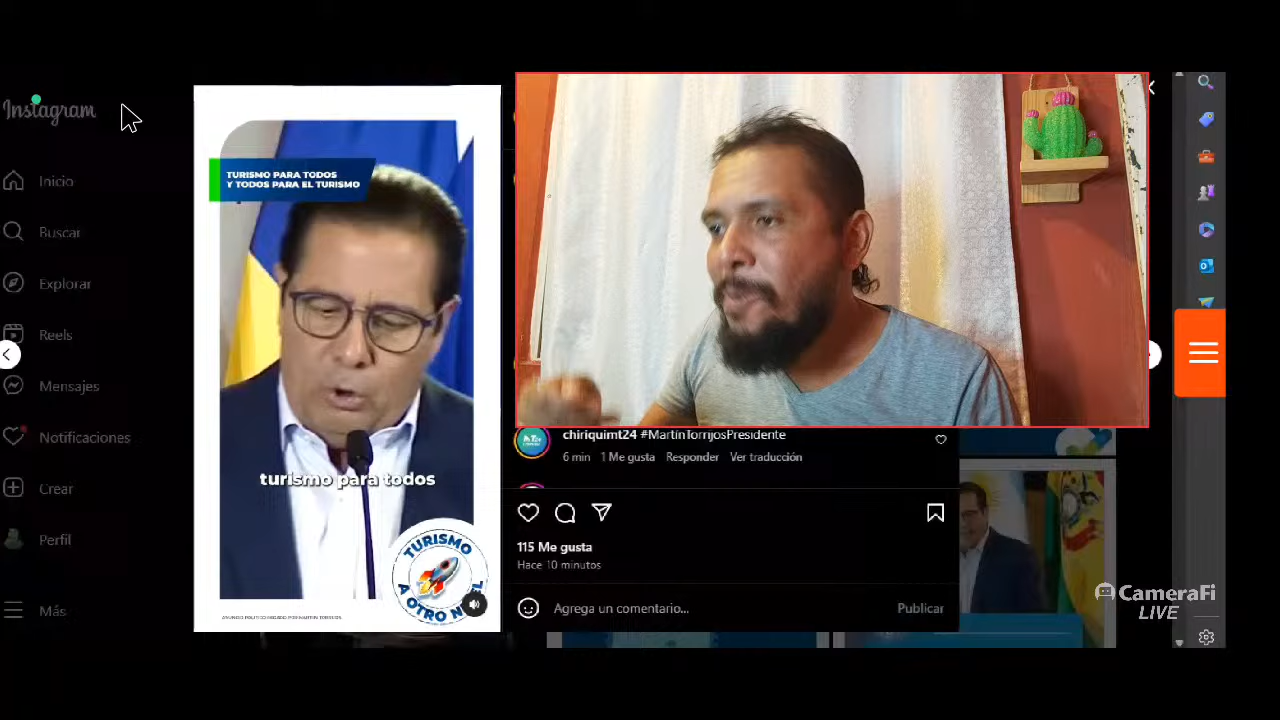 Instagram
Inicio
Buscar
Explorar
Reels
Mensajes
Notificaciones
Crear
Perfil
Más
TURISMO PARA TODOS
Y TODOS PARA EL TURISMO
turismo para todos
TURISMO
A OTRO
chiriquimt24 #MartínTorrijosPresidente
6 min 1 Me gusta Responder Ver traducción
115 Me gusta
Hace 10 minutos
Agrega un comentario... Publicar
CameraFi
LIVE